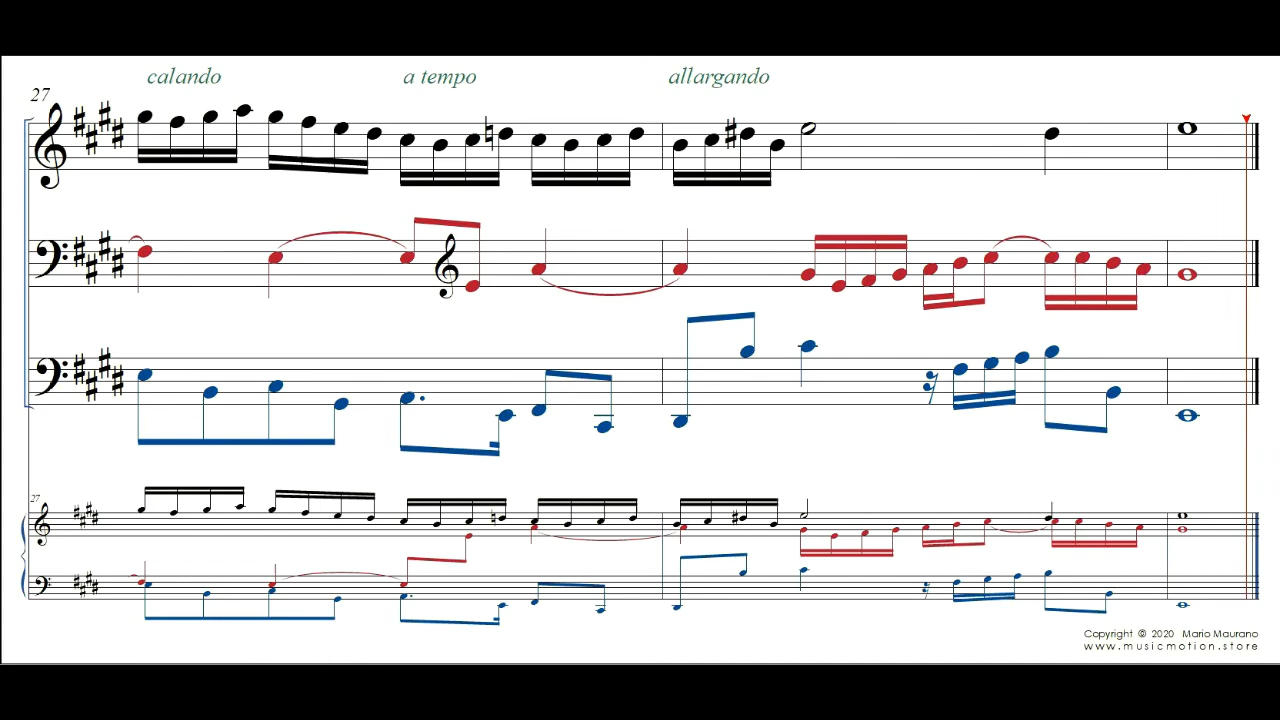 calando a tempo allargando
27
27
Copyright © 2020 Mario Maurano
www.musicmotion.store